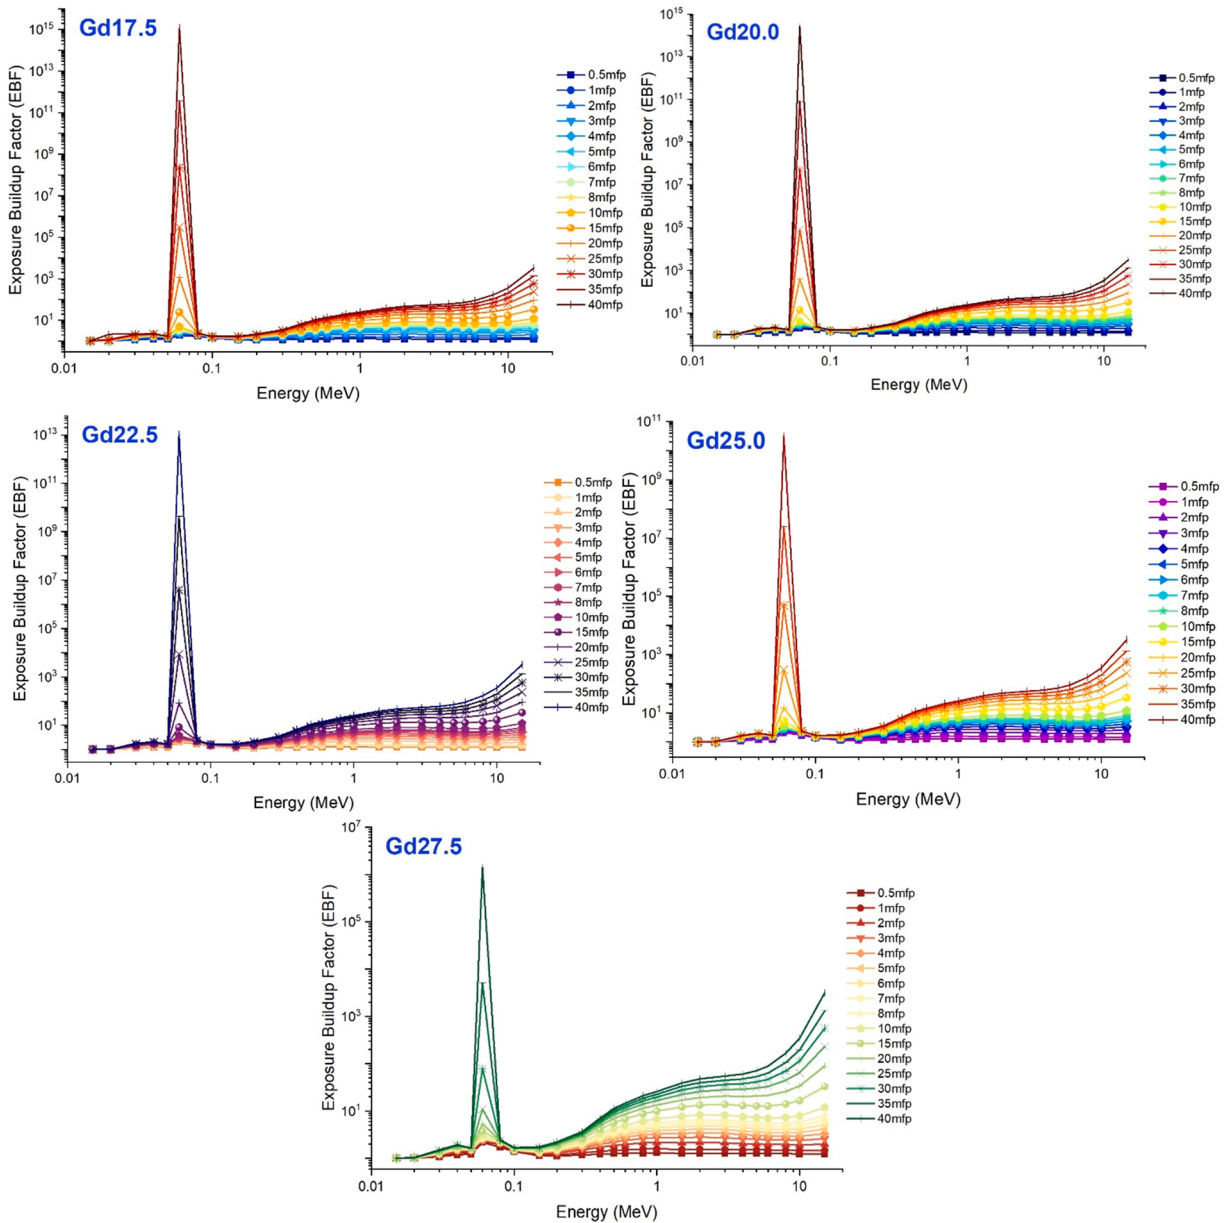 Gd17.5
Exposure Buildup Factor (EBF)
10^15
10^13
10^11
10^9
10^7
10^5
10^3
10^1
0.01
0.1
1
10
Energy (MeV)
0.5mfp
1mfp
2mfp
3mfp
4mfp
5mfp
6mfp
7mfp
8mfp
10mfp
15mfp
20mfp
25mfp
30mfp
35mfp
40mfp
Gd20.0
Exposure Buildup Factor (EBF)
10^15
10^13
10^11
10^9
10^7
10^5
10^3
10^1
0.01
0.1
1
10
Energy (MeV)
0.5mfp
1mfp
2mfp
3mfp
4mfp
5mfp
6mfp
7mfp
8mfp
10mfp
15mfp
20mfp
25mfp
30mfp
35mfp
40mfp
Gd22.5
Exposure Buildup Factor (EBF)
10^13
10^11
10^9
10^7
10^5
10^3
10^1
0.01
0.1
1
10
Energy (MeV)
0.5mfp
1mfp
2mfp
3mfp
4mfp
5mfp
6mfp
7mfp
8mfp
10mfp
15mfp
20mfp
25mfp
30mfp
35mfp
40mfp
Gd25.0
Exposure Buildup Factor (EBF)
10^11
10^9
10^7
10^5
10^3
10^1
0.01
0.1
1
10
Energy (MeV)
0.5mfp
1mfp
2mfp
3mfp
4mfp
5mfp
6mfp
7mfp
8mfp
10mfp
15mfp
20mfp
25mfp
30mfp
35mfp
40mfp
Gd27.5
Exposure Buildup Factor (EBF)
10^7
10^5
10^3
10^1
0.01
0.1
1
10
Energy (MeV)
0.5mfp
1mfp
2mfp
3mfp
4mfp
5mfp
6mfp
7mfp
8mfp
10mfp
15mfp
20mfp
25mfp
30mfp
35mfp
40mfp